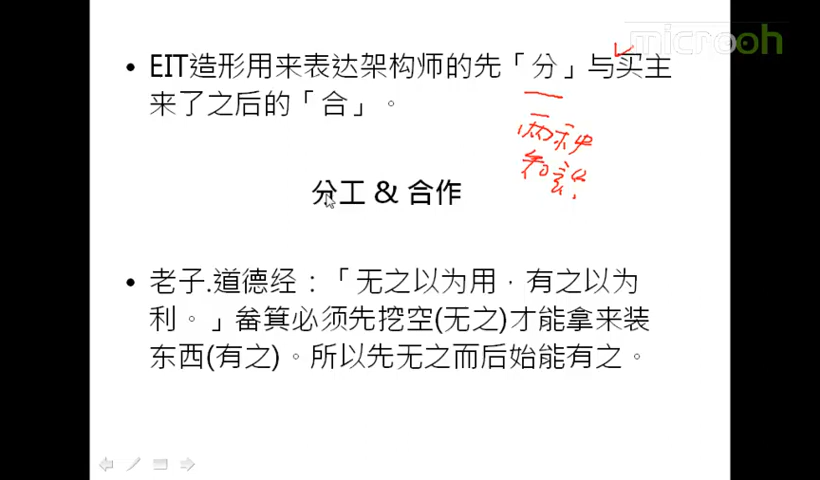 microoh
• EIT造形用来表达架构师的先「分」与买主
来了之后的「合」。
两种
知识
分工 & 合作
• 老子.道德经：「无之以为用，有之以为
利。」畚箕必须先挖空(无之)才能拿来装
东西(有之)。所以先无之而后始能有之。